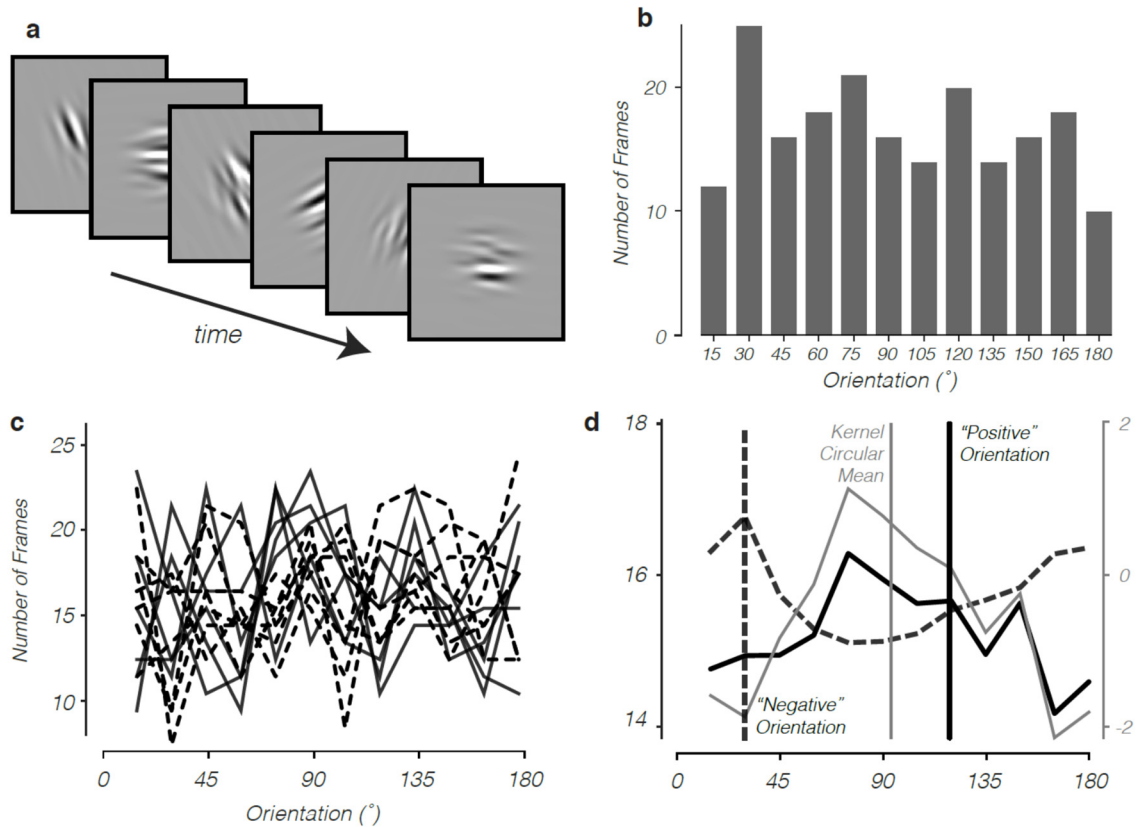 a
time
b
Number of Frames
20
10
0
15 30 45 60 75 90 105 120 135 150 165 180
Orientation (˚)
c
Number of Frames
25
20
15
10
0 45 90 135 180
Orientation (˚)
d
18
16
14
Kernel
Circular
Mean
"Positive"
Orientation
"Negative"
Orientation
2
0
-2
0 45 90 135 180